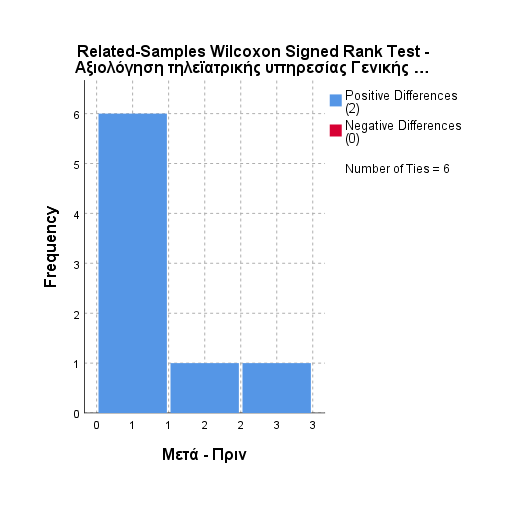 Related-Samples Wilcoxon Signed Rank Test -
Αξιολόγηση τηλεϊατρικής υπηρεσίας Γενικής ...
Positive Differences
(2)
Negative Differences
(0)
Number of Ties = 6
Frequency
6
5
4
3
2
1
0
0 1 1 2 2 3 3
Μετά - Πριν